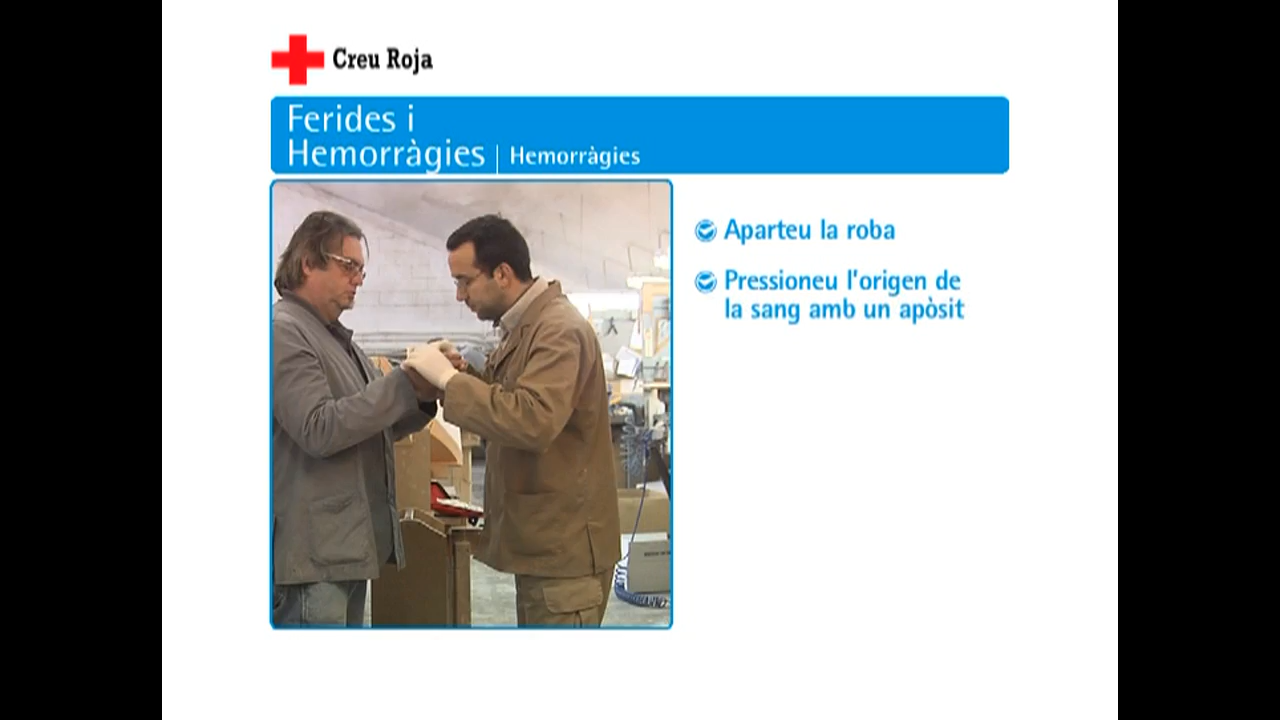 Creu Roja
Ferides i
Hemorràgies | Hemorràgies
Aparteu la roba
Pressioneu l'origen de
la sang amb un apòsit